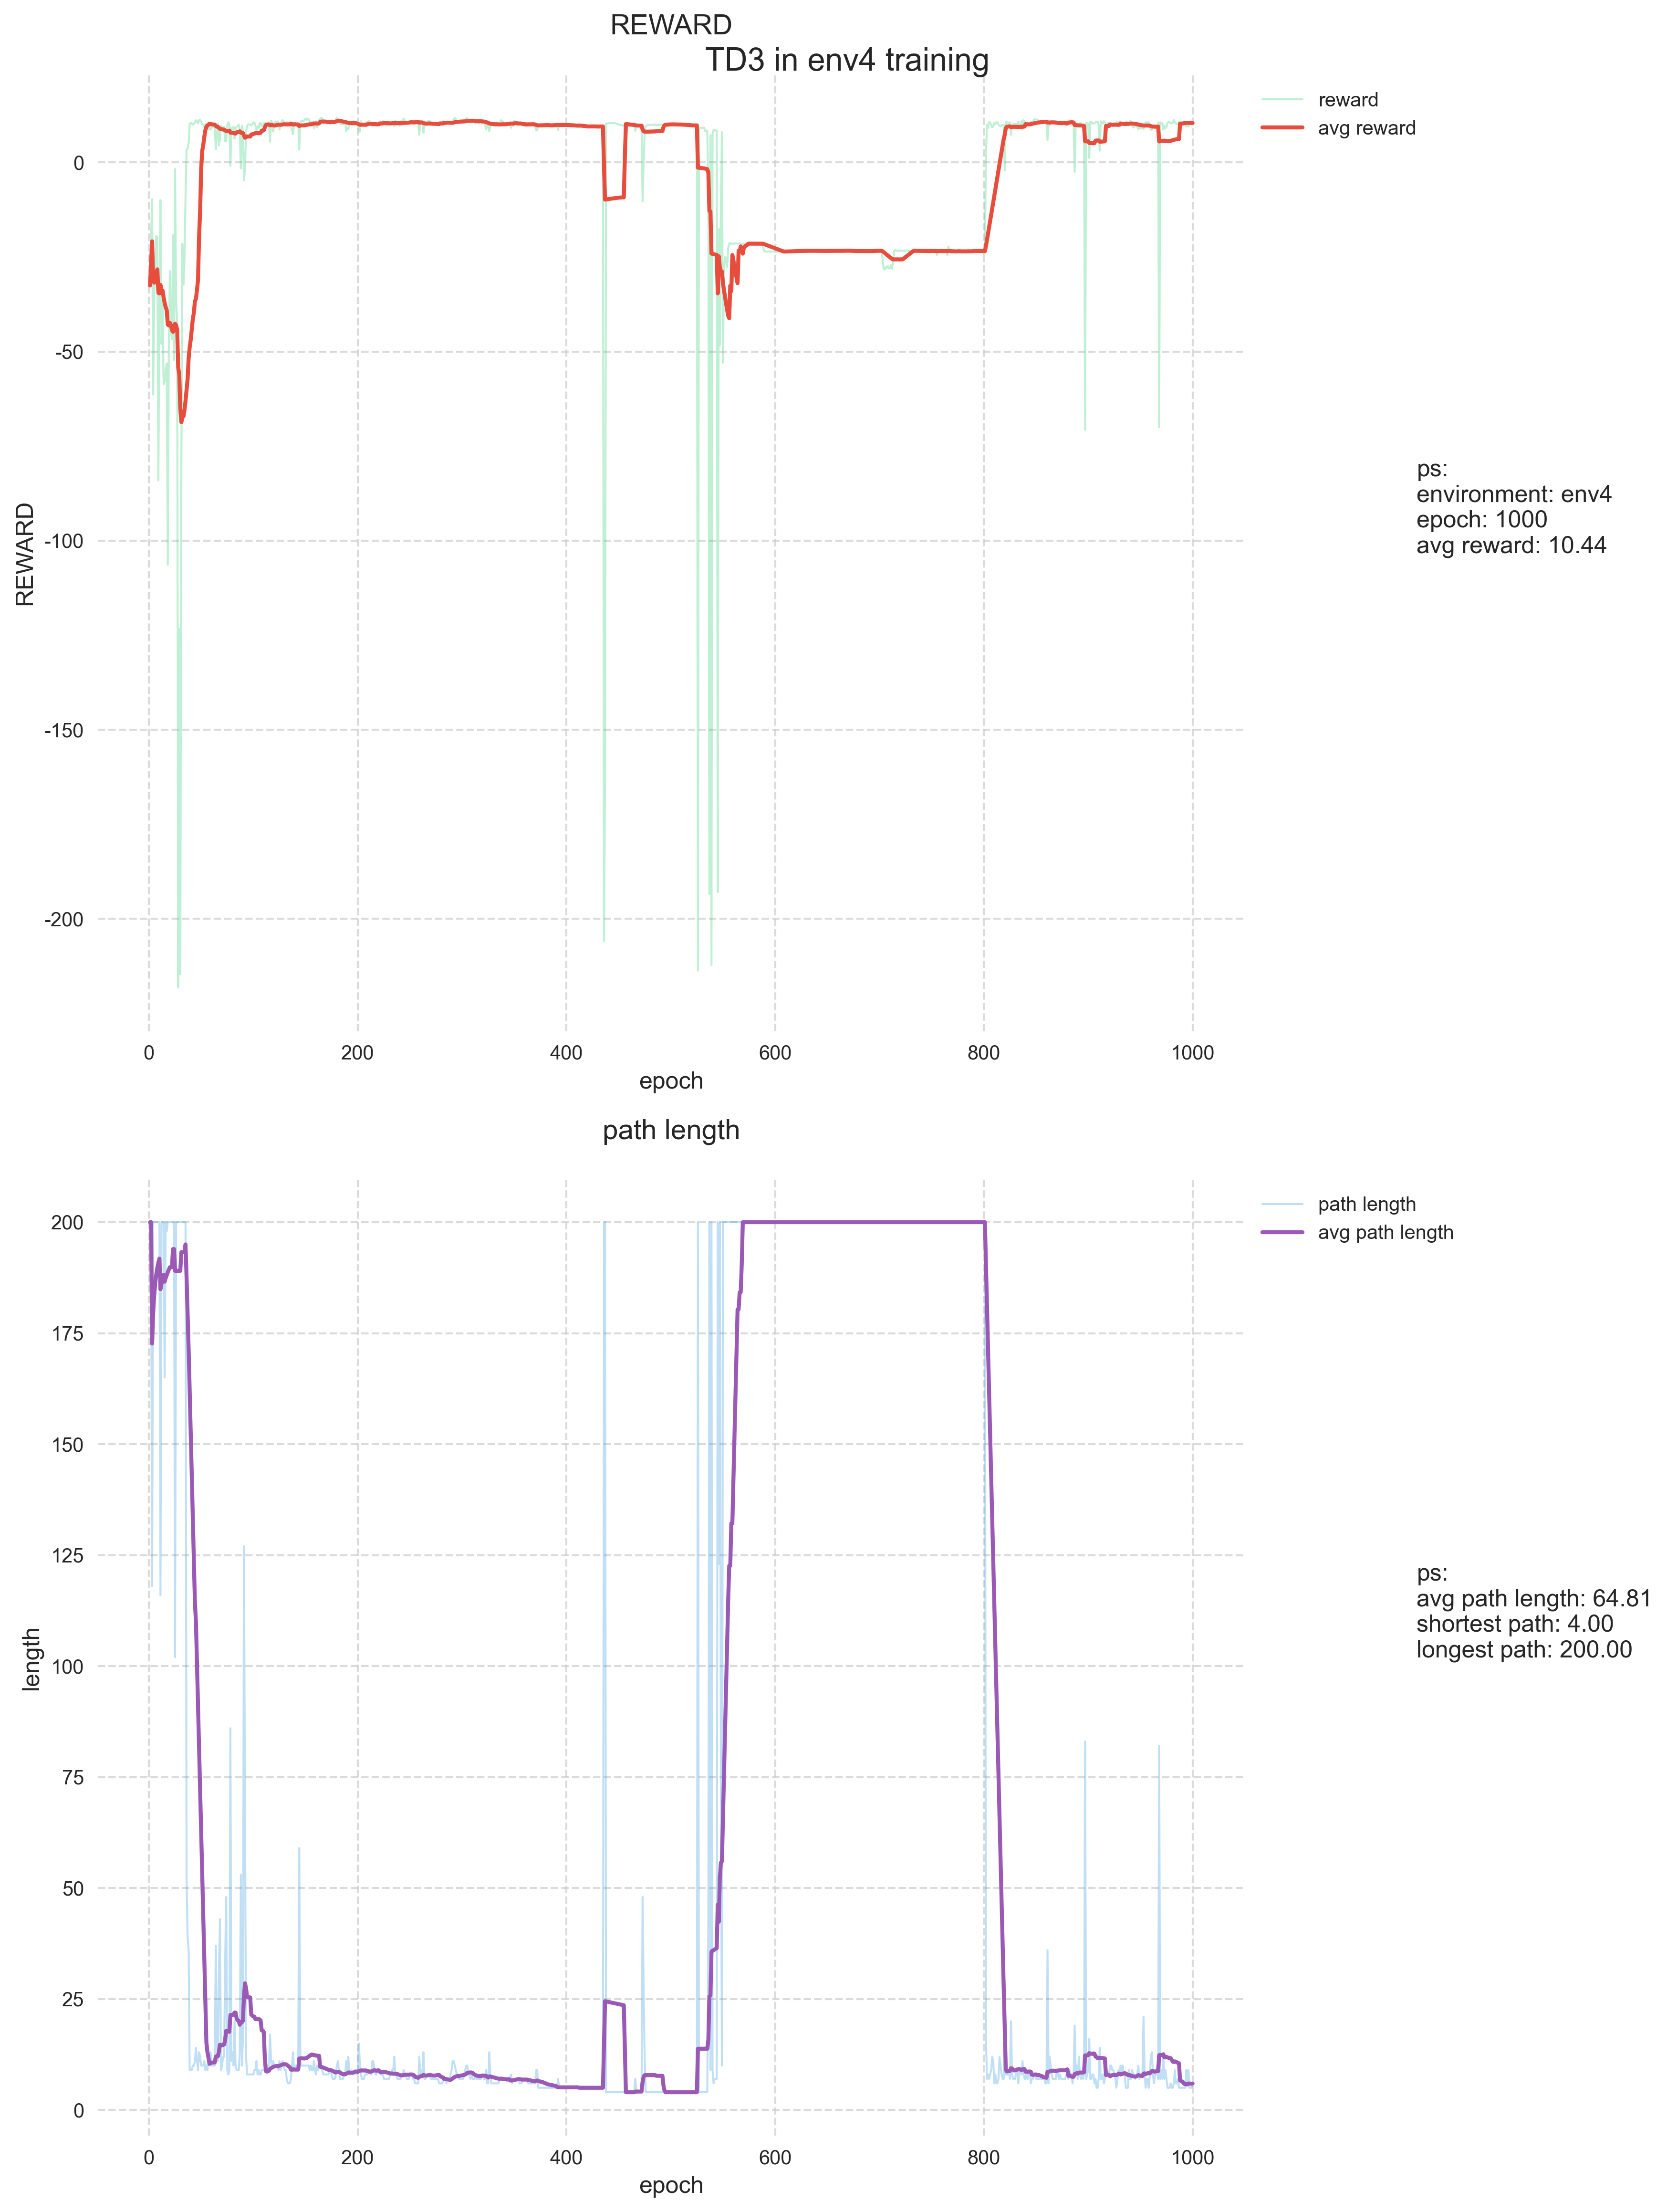 REWARD
TD3 in env4 training
reward
avg reward
0
-50
-100
-150
-200
REWARD
ps:
environment: env4
epoch: 1000
avg reward: 10.44
0 200 400 600 800 1000
epoch
path length
path length
avg path length
200
175
150
125
100
75
50
25
0
length
ps:
avg path length: 64.81
shortest path: 4.00
longest path: 200.00
0 200 400 600 800 1000
epoch